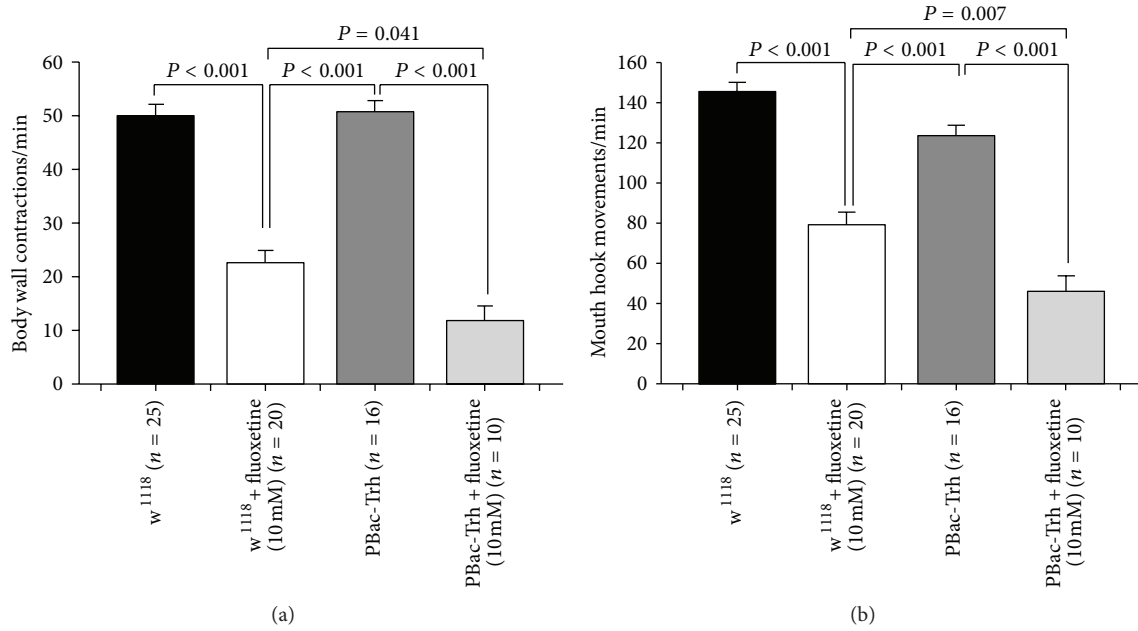 P = 0.041
P < 0.001
P < 0.001
P < 0.001
60
50
40
30
20
10
0
Body wall contractions/min
w1118 (n = 25)
w1118 + fluoxetine
(10 mM) (n = 20)
PBac-Trh (n = 16)
PBac-Trh + fluoxetine
(10 mM) (n = 10)
(a)
P = 0.007
P < 0.001
P < 0.001
P < 0.001
160
140
120
100
80
60
40
20
0
Mouth hook movements/min
w1118 (n = 25)
w1118 + fluoxetine
(10 mM) (n = 20)
PBac-Trh (n = 16)
PBac-Trh + fluoxetine
(10 mM) (n = 10)
(b)